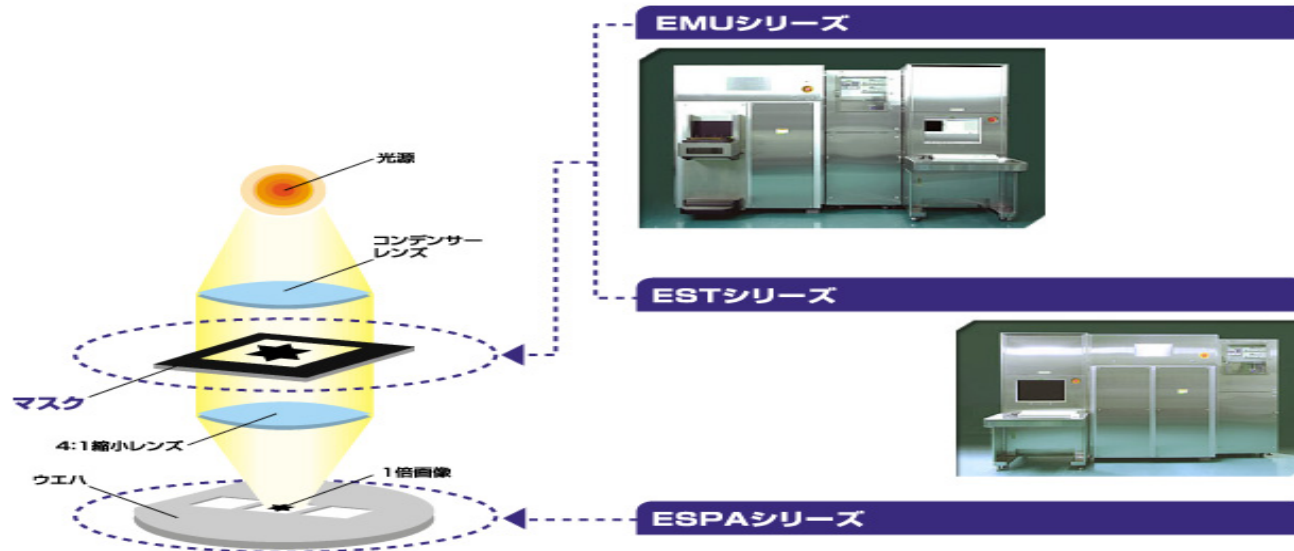 EMUシリーズ
光源
コンデンサー
レンズ
ESTシリーズ
マスク
4:1縮小レンズ
ウエハ
1倍画像
ESPAシリーズ